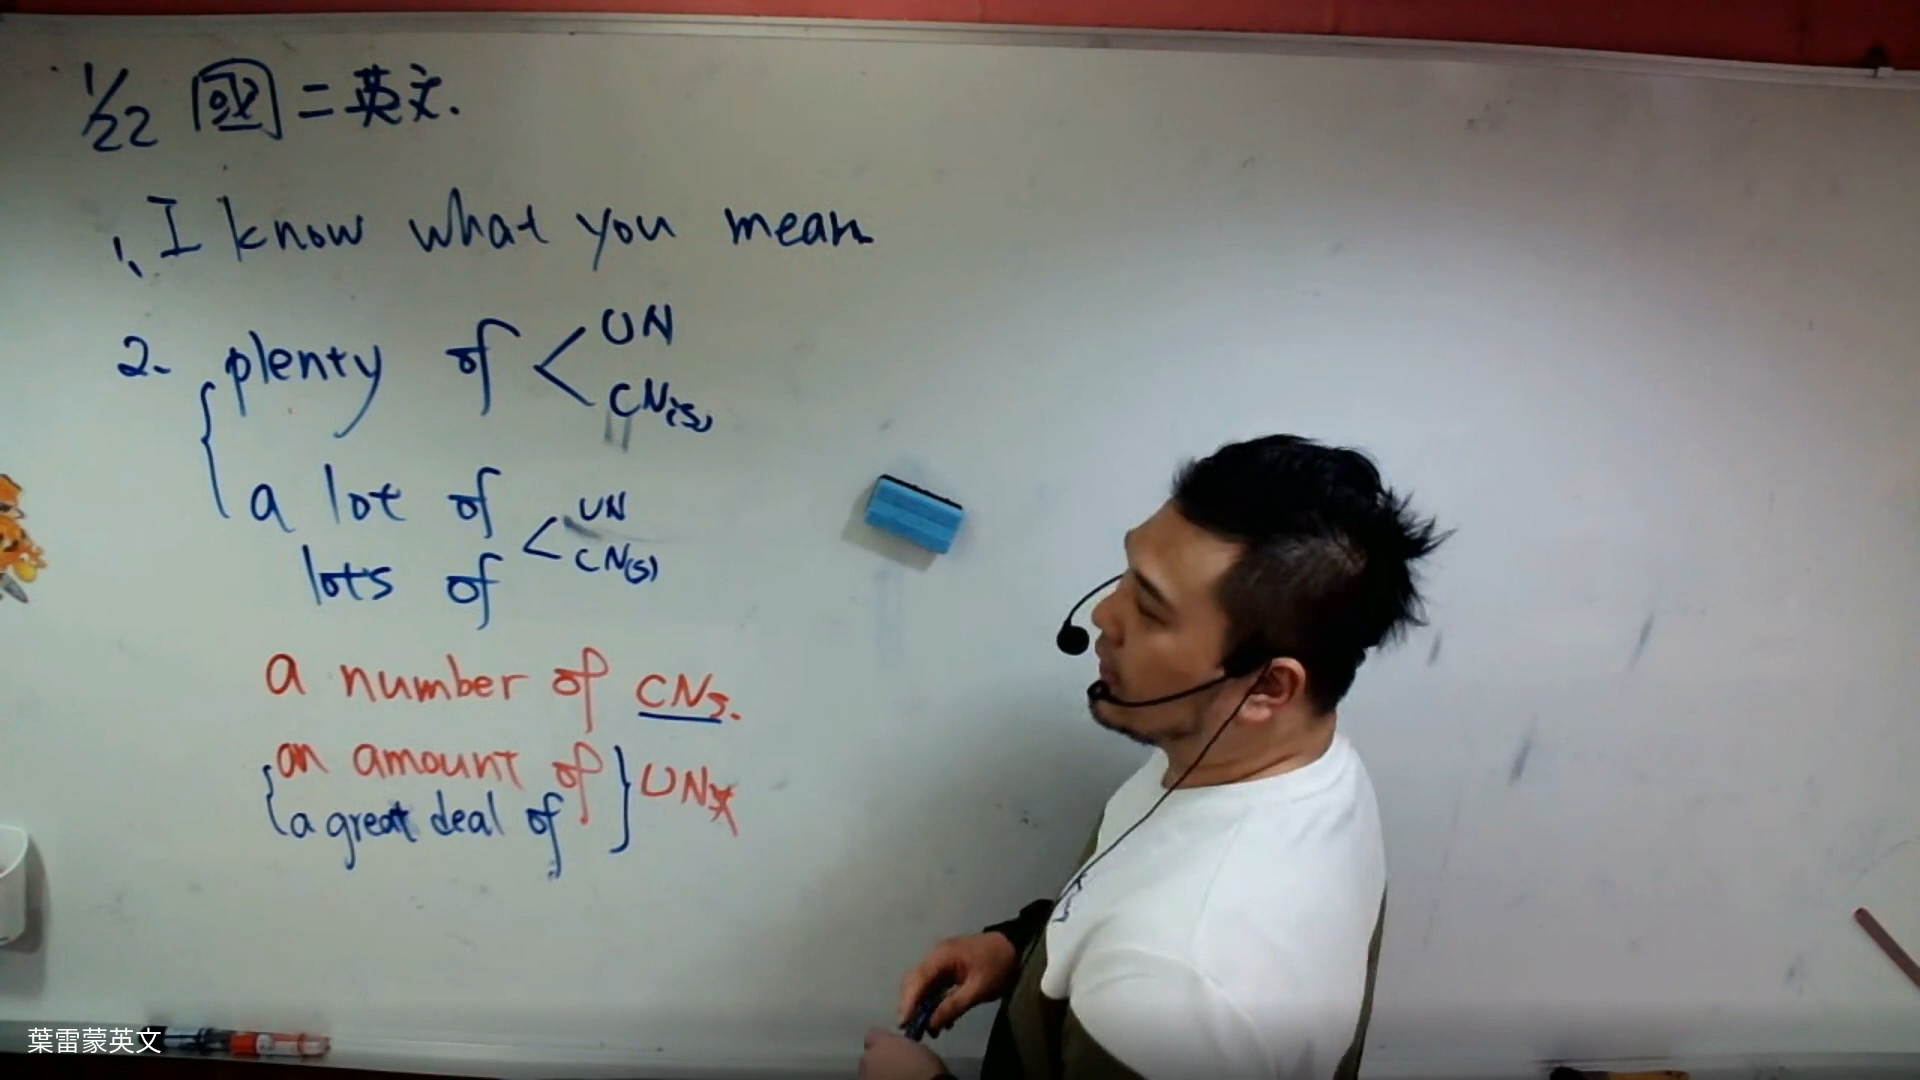 1/22 國二英文.
1、I know what you mean
2. plenty of < UN
CN(s)
a lot of
lots of < UN
CN(s)
a number of CNs.
an amount of
a great deal of } UN
葉雷蒙英文